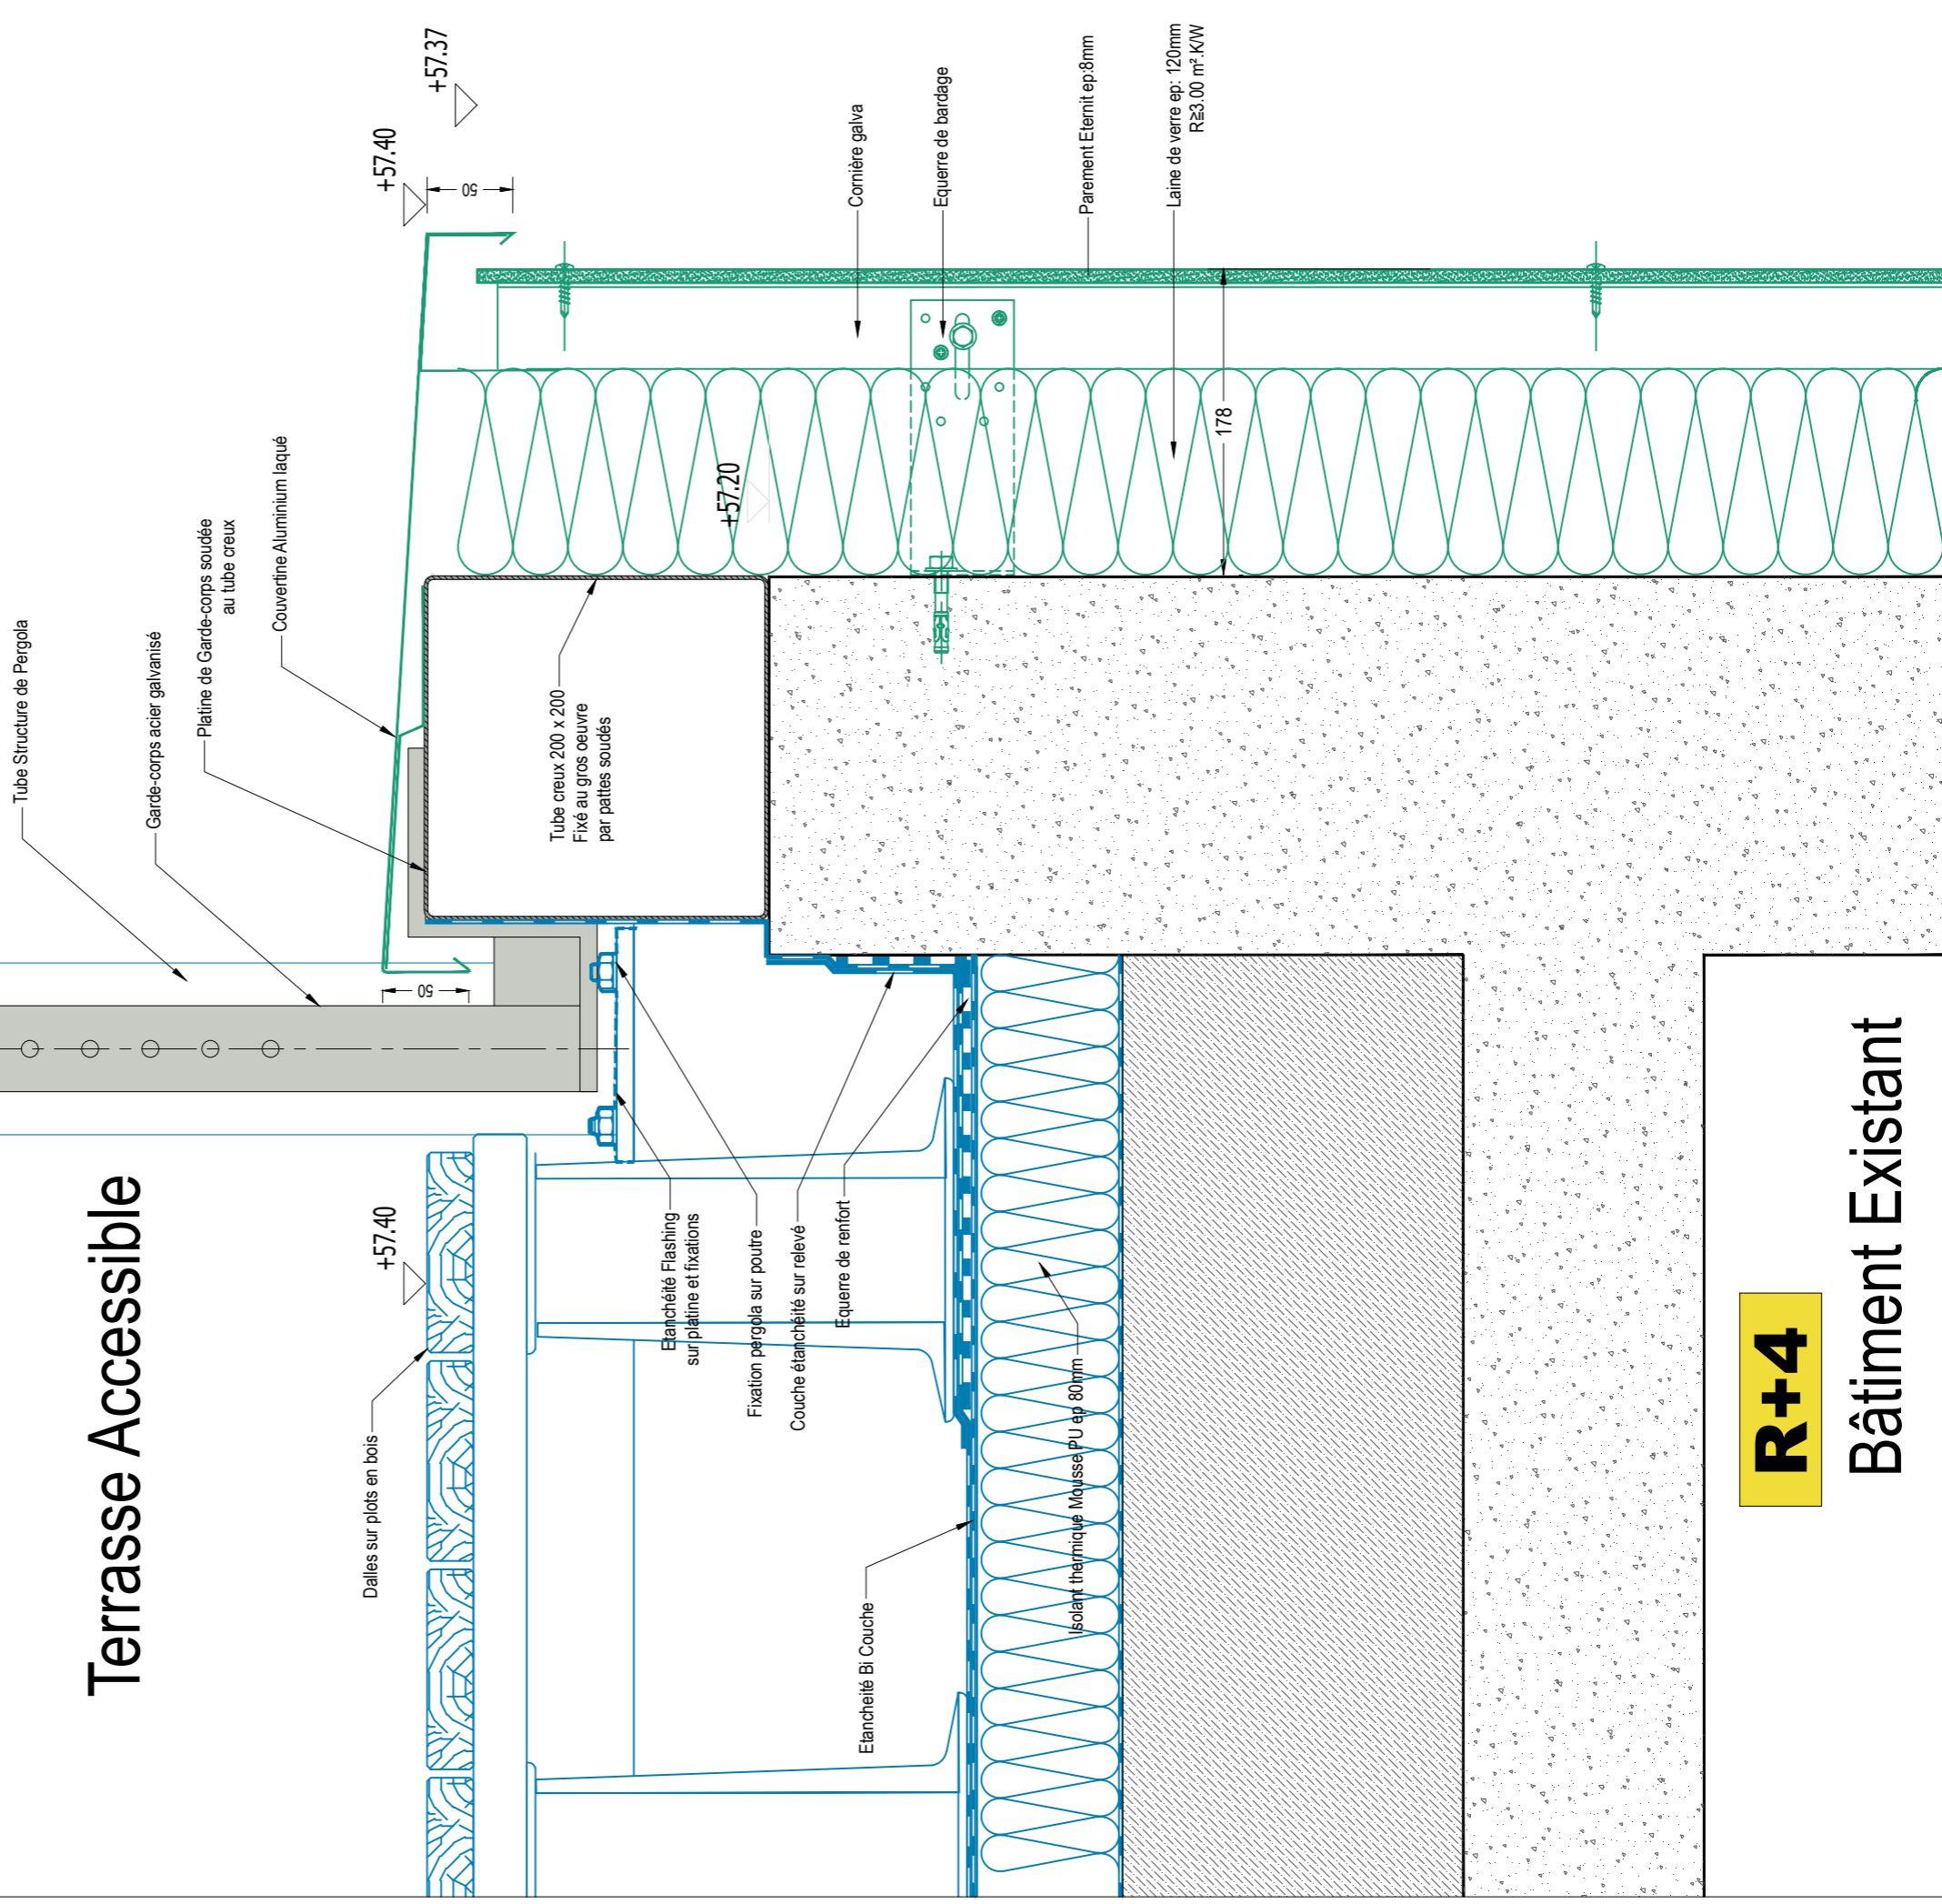 Terrasse Accessible
Tube Structure de Pergola
Garde-corps acier galvanisé
Platine de Garde-corps soudée
au tube creux
Couvertine Aluminium laqué
+57.40
+57.37
50
50
+57.40
Dalles sur plots en bois
Tube creux 200 x 200
Fixé au gros oeuvre
par pattes soudés
+57.20
Cornière galva
Equerre de bardage
Parement Eternit ep:8mm
Laine de verre ep: 120mm
R≥3.00 m².K/W
178
Etanchéité Flashing
sur platine et fixations
Fixation pergola sur poutre
Couche étanchéité sur relevé
Equerre de renfort
Etancheité Bi Couche
Isolant thermique Mousse PU ep 80mm
R+4
Bâtiment Existant